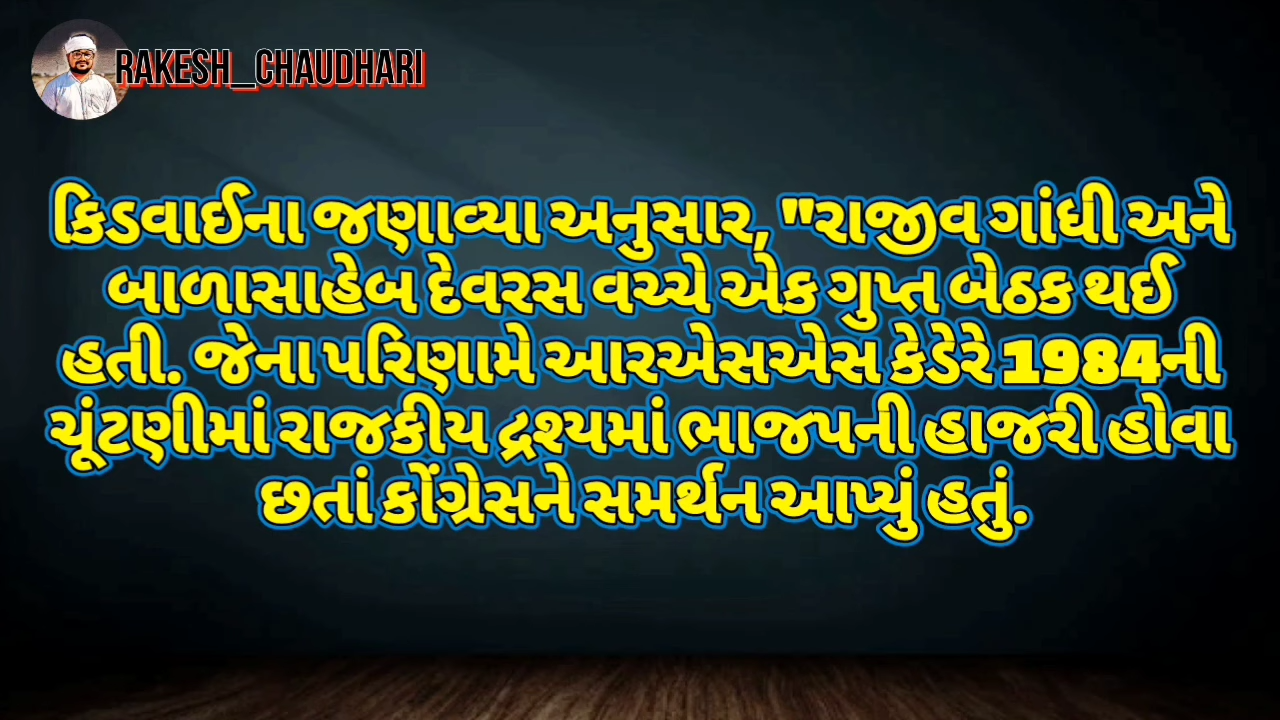 RAKESH_CHAUDHARI
કિડવાઈના જણાવ્યા અનુસાર, "રાજીવ ગાંધી અને
બાળાસાહેબ દેવરસ વચ્ચે એક ગુપ્ત બેઠક થઈ
હતી. જેના પરિણામે આરએસએસ કેડેરે 1984ની
ચૂંટણીમાં રાજકીય દ્રશ્યમાં ભાજપની હાજરી હોવા
છતાં કોંગ્રેસને સમર્થન આપ્યું હતું.